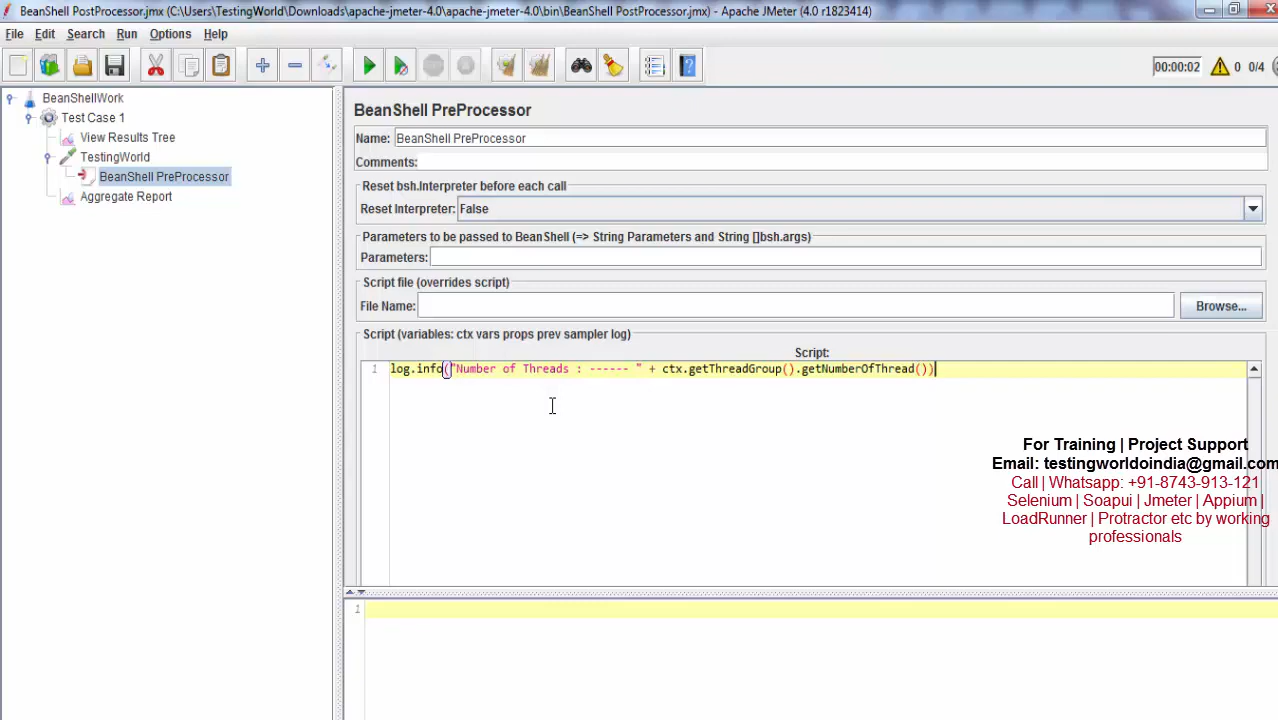 BeanShell PostProcessor.jmx (C:\Users\TestingWorld\Downloads\apache-jmeter-4.0\apache-jmeter-4.0\bin\BeanShell PostProcessor.jmx) - Apache JMeter (4.0 r1823414)
File Edit Search Run Options Help
00:00:02 0 0/4
BeanShellWork
Test Case 1
View Results Tree
TestingWorld
BeanShell PreProcessor
Aggregate Report
BeanShell PreProcessor
Name: BeanShell PreProcessor
Comments:
Reset bsh.Interpreter before each call
Reset Interpreter: False
Parameters to be passed to BeanShell (=> String Parameters and String []bsh.args)
Parameters:
Script file (overrides script)
File Name: Browse...
Script (variables: ctx vars props prev sampler log)
Script:
1 log.info("Number of Threads : ------ " + ctx.getThreadGroup().getNumberOfThread())
For Training | Project Support
Email: testingworldoindia@gmail.com
Call | Whatsapp: +91-8743-913-121
Selenium | Soapui | Jmeter | Appium |
LoadRunner | Protractor etc by working
professionals
1